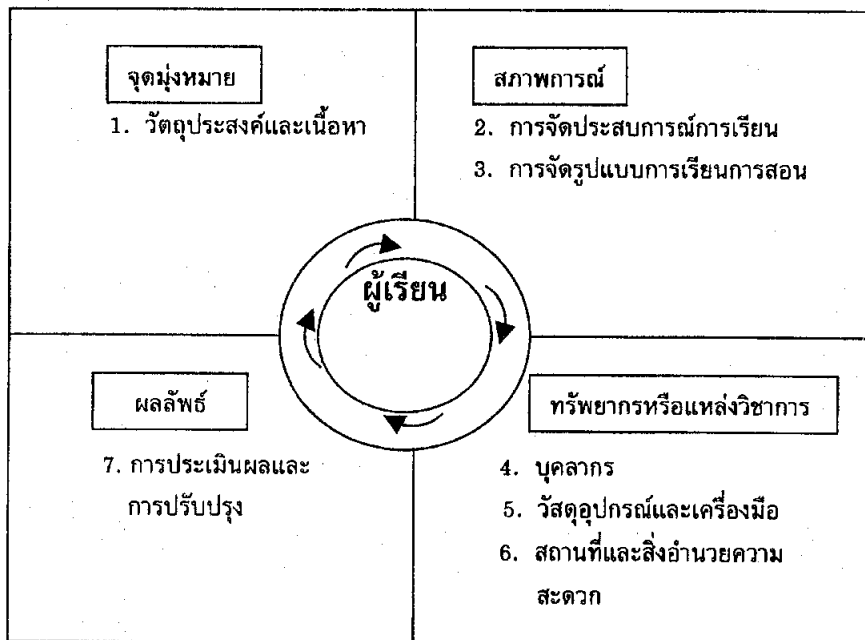 จุดมุ่งหมาย
1. วัตถุประสงค์และเนื้อหา
สภาพการณ์
2. การจัดประสบการณ์การเรียน
3. การจัดรูปแบบการเรียนการสอน
ผู้เรียน
ผลลัพธ์
7. การประเมินผลและ
การปรับปรุง
ทรัพยากรหรือแหล่งวิชาการ
4. บุคลากร
5. วัสดุอุปกรณ์และเครื่องมือ
6. สถานที่และสิ่งอำนวยความ
สะดวก